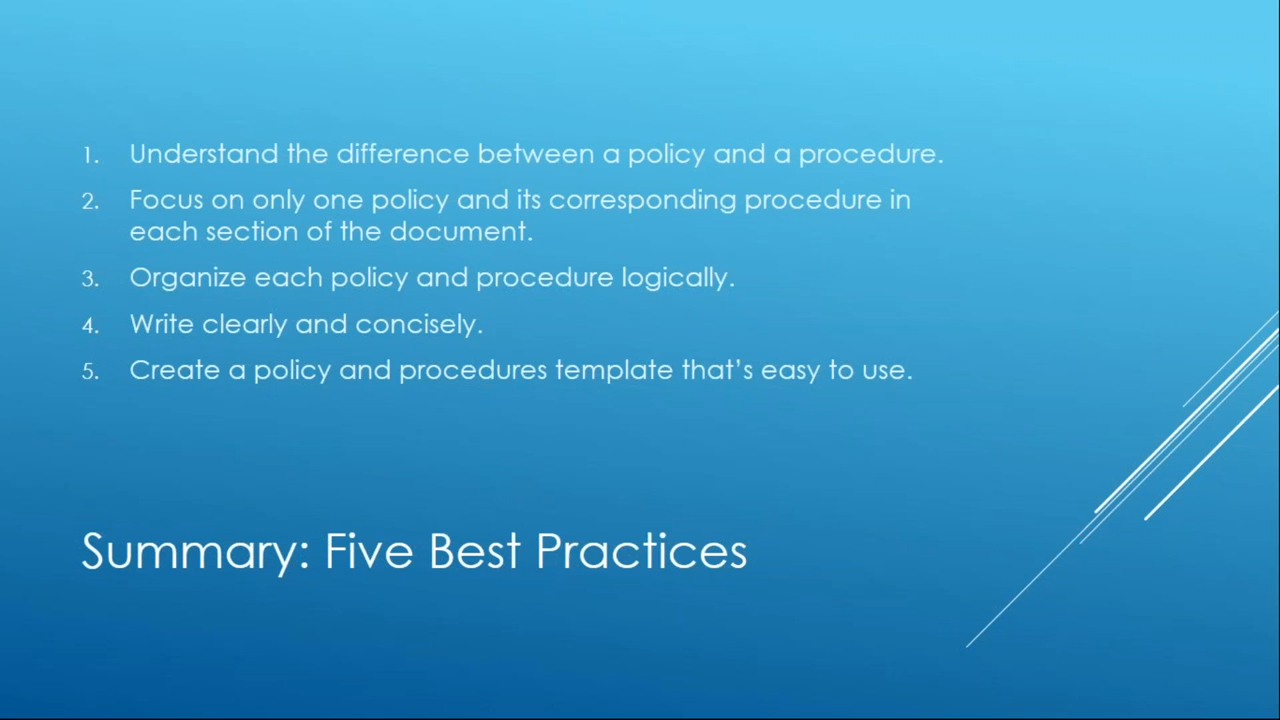 1. Understand the difference between a policy and a procedure.
2. Focus on only one policy and its corresponding procedure in
each section of the document.
3. Organize each policy and procedure logically.
4. Write clearly and concisely.
5. Create a policy and procedures template that’s easy to use.
Summary: Five Best Practices